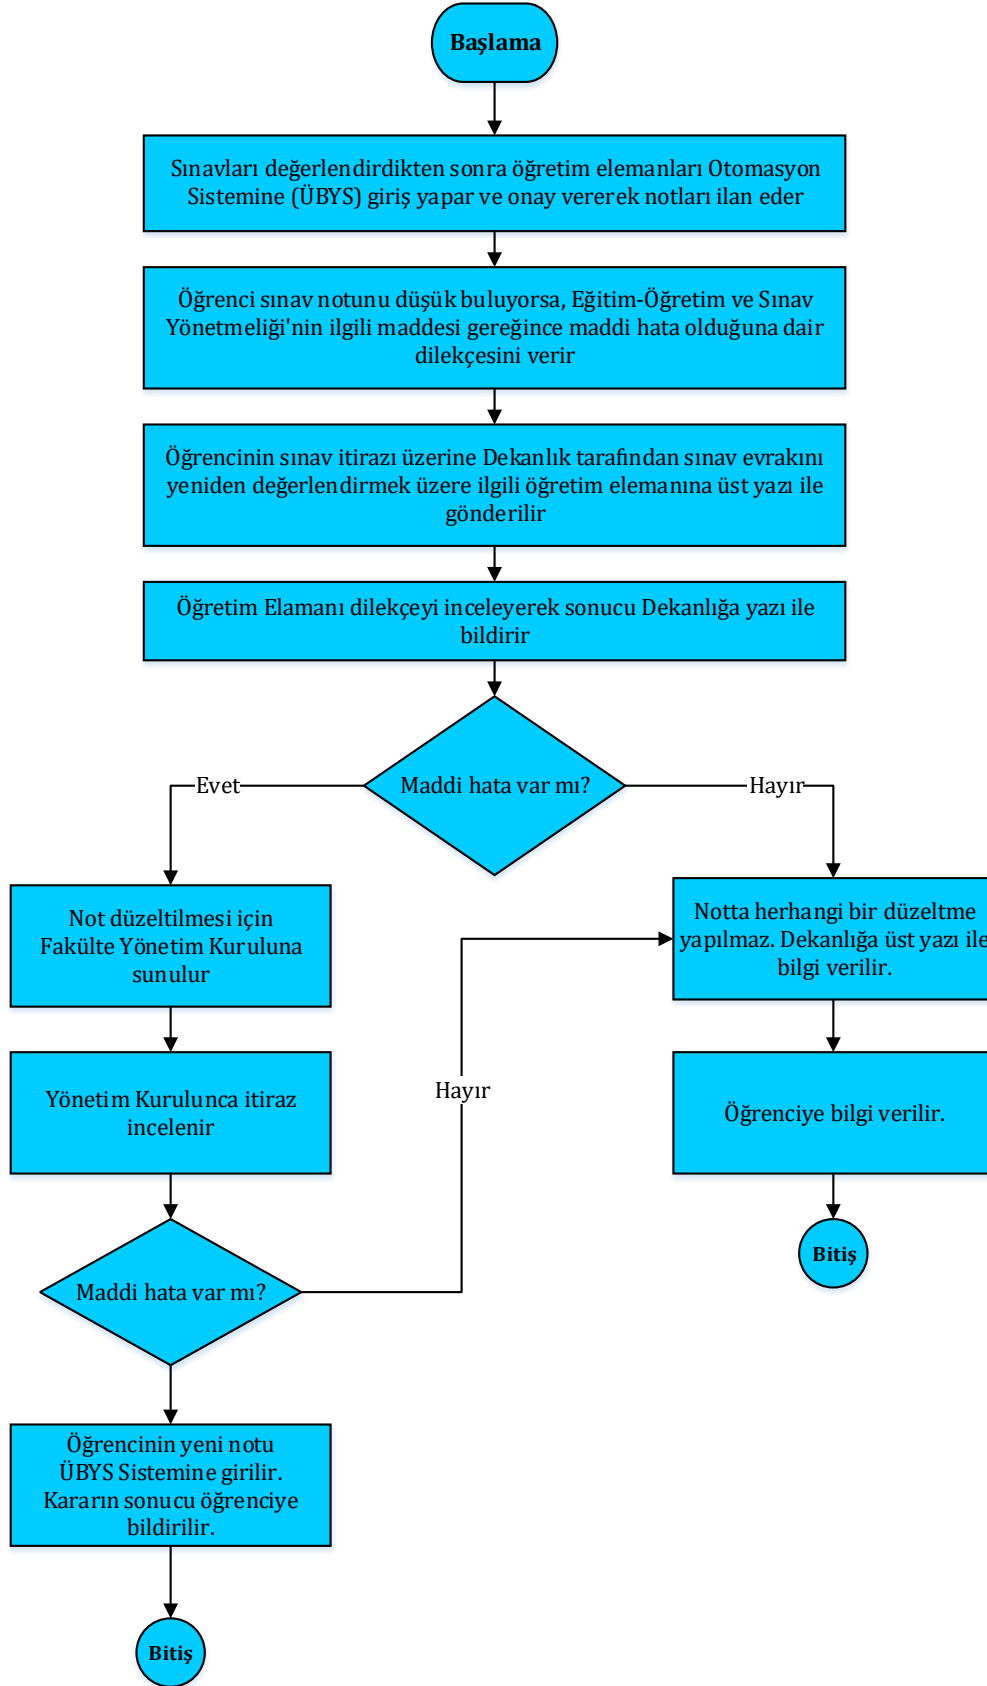 Başlama
Sınavları değerlendirdikten sonra öğretim elemanları Otomasyon
Sistemine (ÜBYS) giriş yapar ve onay vererek notları ilan eder
Öğrenci sınav notunu düşük buluyorsa, Eğitim-Öğretim ve Sınav
Yönetmeliği'nin ilgili maddesi gereğince maddi hata olduğuna dair
dilekçesini verir
Öğrencinin sınav itirazı üzerine Dekanlık tarafından sınav evrakını
yeniden değerlendirmek üzere ilgili öğretim elemanına üst yazı ile
gönderilir
Öğretim Elamanı dilekçeyi inceleyerek sonucu Dekanlığa yazı ile
bildirir
Maddi hata var mı?
Evet
Hayır
Not düzeltilmesi için
Fakülte Yönetim Kuruluna
sunulur
Notta herhangi bir düzeltme
yapılmaz. Dekanlığa üst yazı ile
bilgi verilir.
Yönetim Kurulunca itiraz
incelenir
Hayır
Öğrenciye bilgi verilir.
Maddi hata var mı?
Bitiş
Öğrencinin yeni notu
ÜBYS Sistemine girilir.
Kararın sonucu öğrenciye
bildirilir.
Bitiş